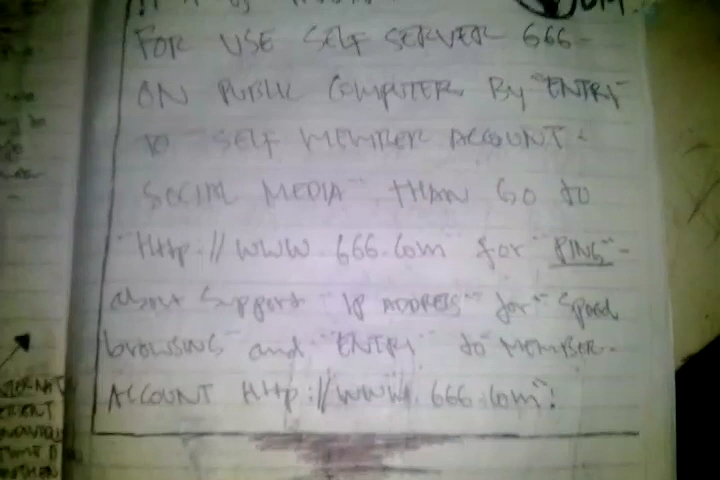 FOR USE SELF SERVER 666-
ON PUBLIC COMPUTER By "ENTRY"
TO SELF MEMBER ACCOUNT -
SOCIAL MEDIA" THAN GO to
"Http://WWW.666.Com" for "PING"-
about Support "IP ADDRESS" for "Speed
browsing" and "ENTRY" to MEMBER-
ACCOUNT Http://WWW.666.Com"!